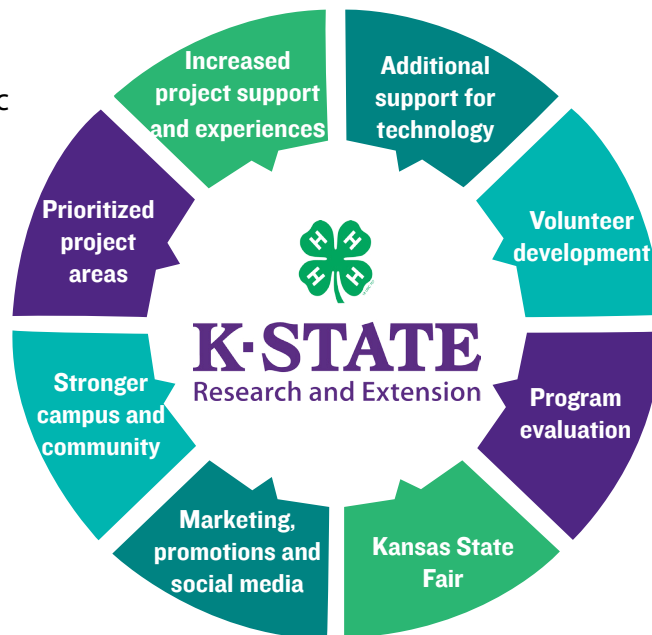 Increased
project support
and experiences
Additional
support for
technology
c
Prioritized
project
areas
Volunteer
development
H H
H H
K·STATE
Research and Extension
Stronger
campus and
community
Program
evaluation
Marketing,
promotions and
social media
Kansas State
Fair